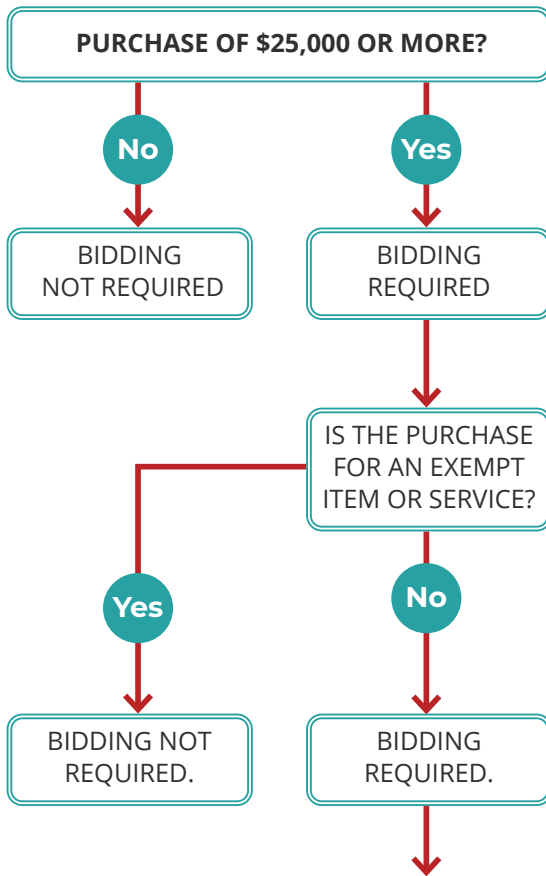 PURCHASE OF $25,000 OR MORE?
No
Yes
BIDDING
NOT REQUIRED
BIDDING
REQUIRED
IS THE PURCHASE
FOR AN EXEMPT
ITEM OR SERVICE?
Yes
No
BIDDING NOT
REQUIRED.
BIDDING
REQUIRED.